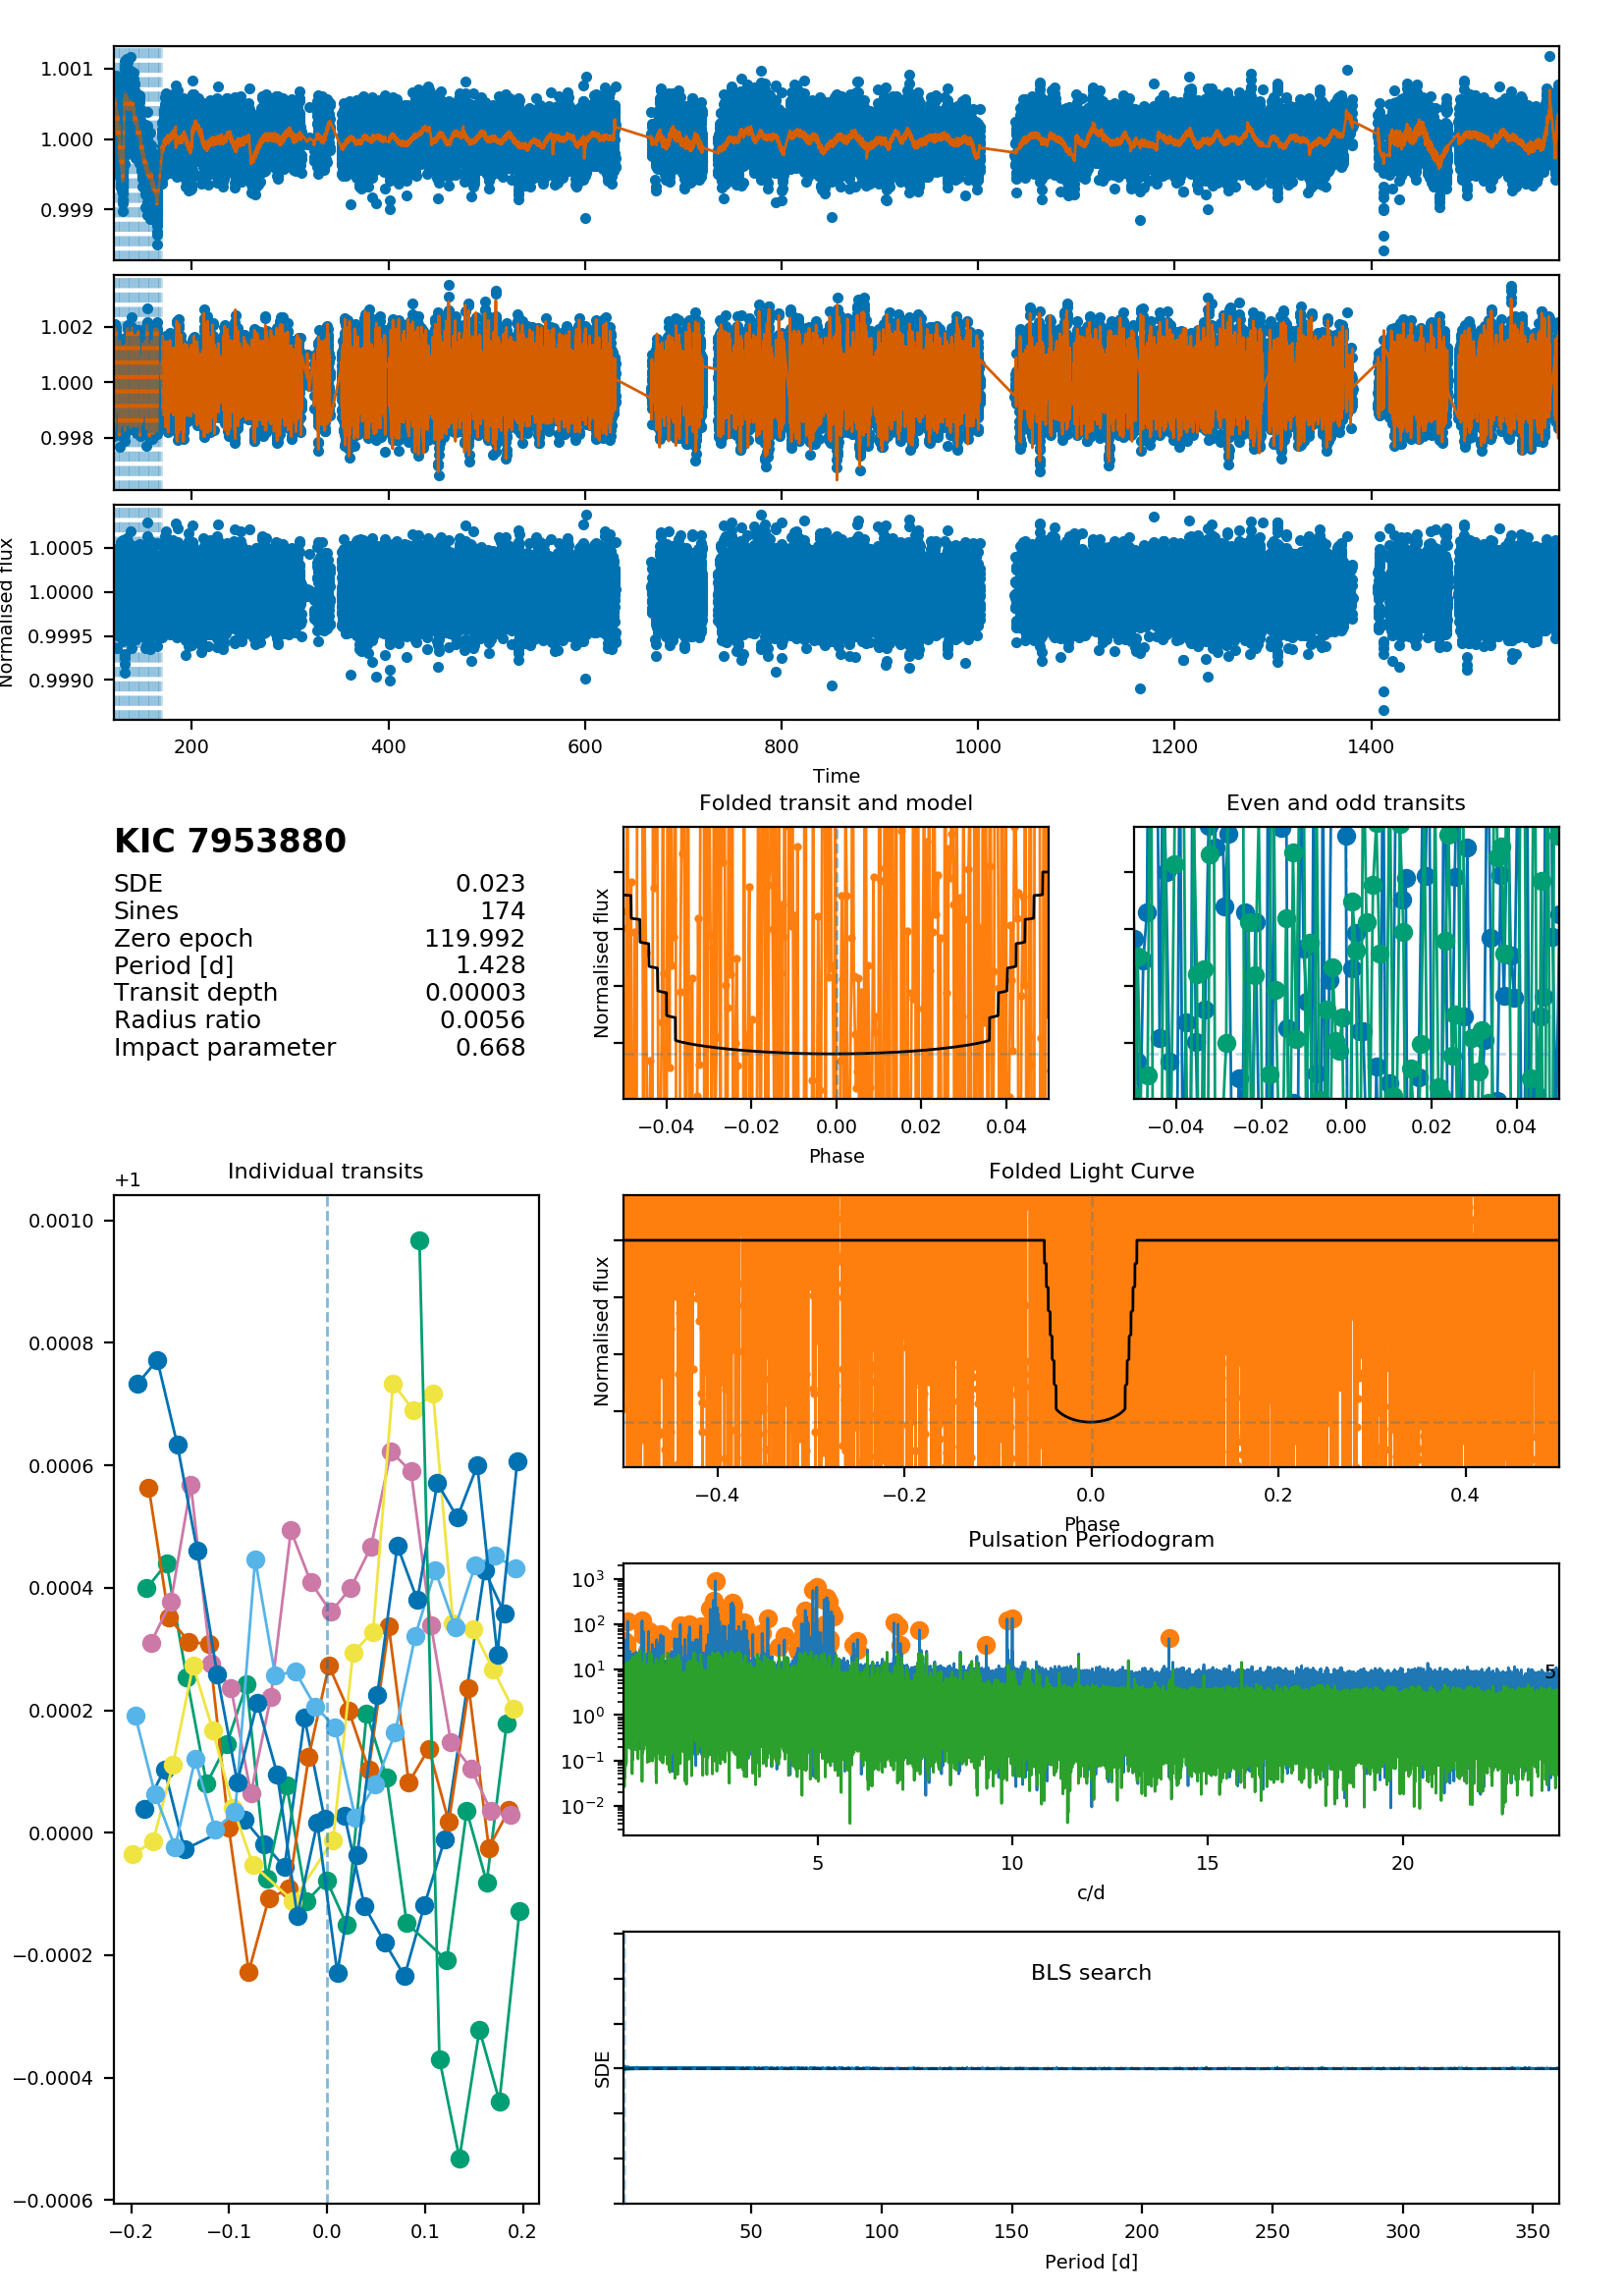 1.001
1.000
0.999
1.002
1.000
0.998
Normalised flux
1.0005
1.0000
0.9995
0.9990
200 400 600 800 1000 1200 1400
Time
KIC 7953880
SDE 0.023
Sines 174
Zero epoch 119.992
Period [d] 1.428
Transit depth 0.00003
Radius ratio 0.0056
Impact parameter 0.668
Folded transit and model
Normalised flux
−0.04 −0.02 0.00 0.02 0.04
Phase
Even and odd transits
−0.04 −0.02 0.00 0.02 0.04
Individual transits
+1
0.0010
0.0008
0.0006
0.0004
0.0002
0.0000
−0.0002
−0.0004
−0.0006
−0.2 −0.1 0.0 0.1 0.2
Folded Light Curve
Normalised flux
−0.4 −0.2 0.0 0.2 0.4
Phase
Pulsation Periodogram
10³
10²
10¹
10⁰
10⁻¹
10⁻²
5
5 10 15 20
c/d
BLS search
SDE
50 100 150 200 250 300 350
Period [d]